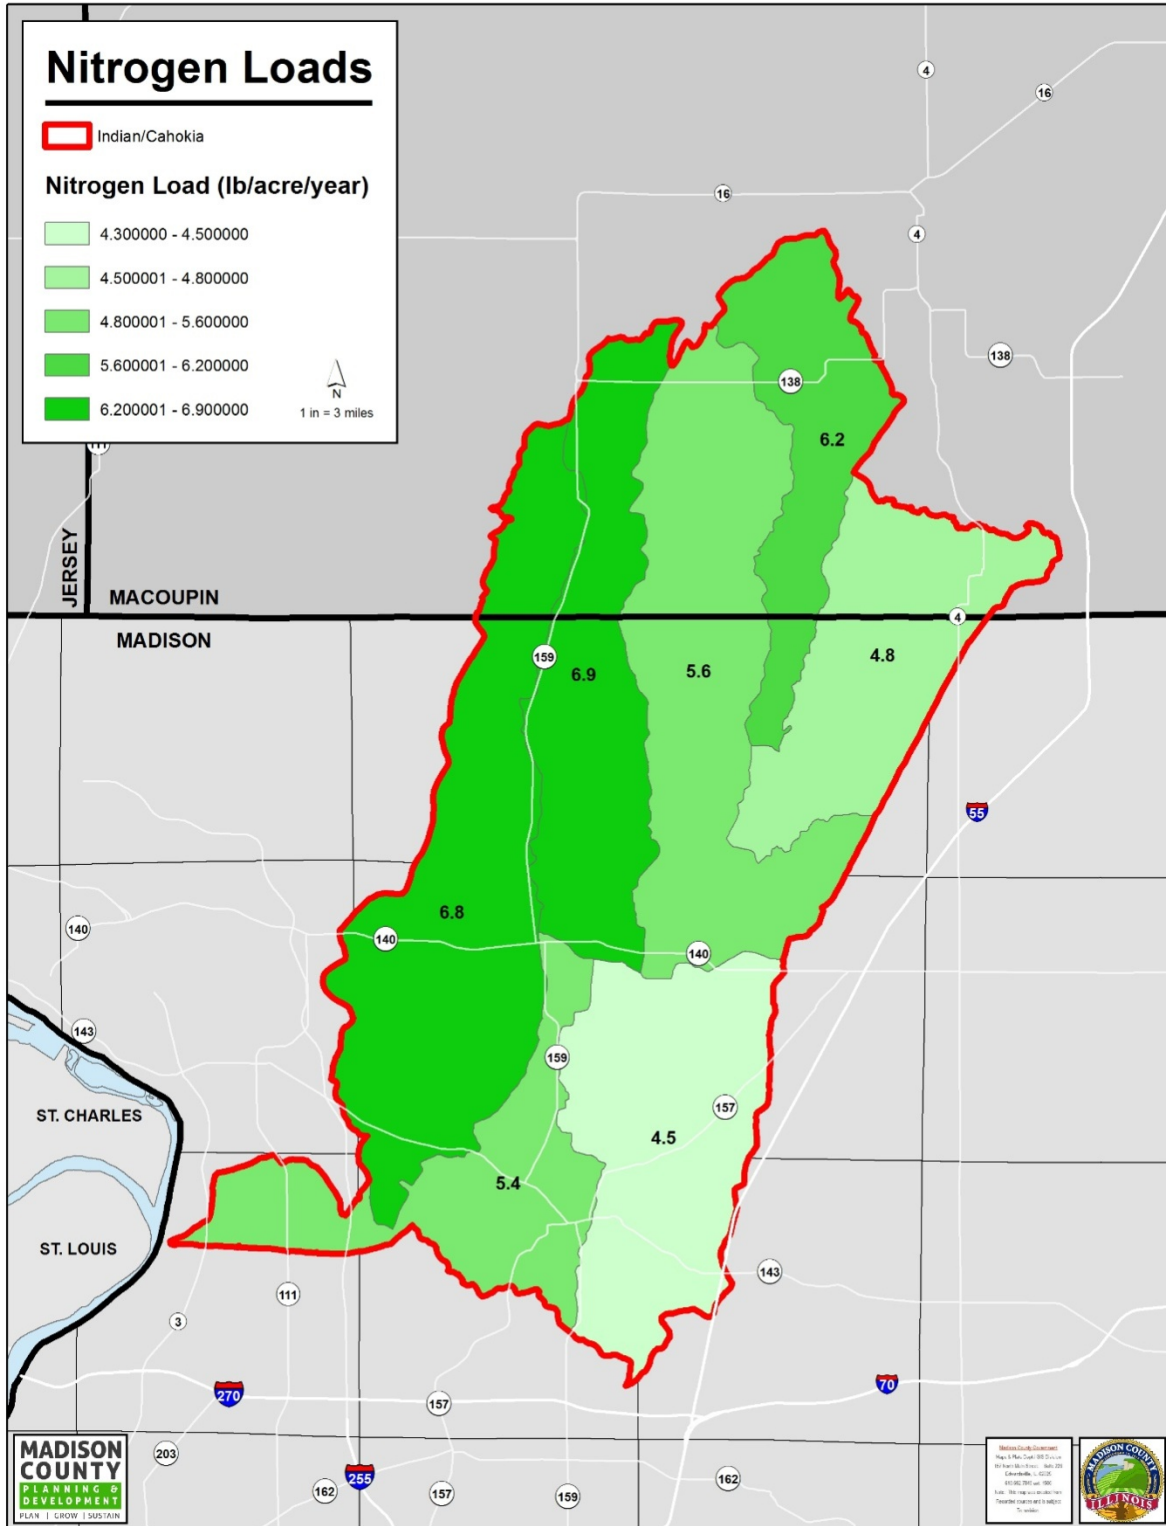 Nitrogen Loads
Indian/Cahokia
Nitrogen Load (lb/acre/year)
4.300000 - 4.500000
4.500001 - 4.800000
4.800001 - 5.600000
5.600001 - 6.200000
6.200001 - 6.900000
N
1 in = 3 miles
4
16
16
4
138
138
6.2
JERSEY
MACOUPIN
MADISON
4
159
6.9
5.6
4.8
55
6.8
140
140
140
143
159
ST. CHARLES
157
4.5
5.4
ST. LOUIS
143
111
3
270
157
70
203
255
162
157
159
162
MADISON
COUNTY
PLANNING &
DEVELOPMENT
PLAN | GROW | SUSTAIN
Madison County Government
MADISON COUNTY
ILLINOIS